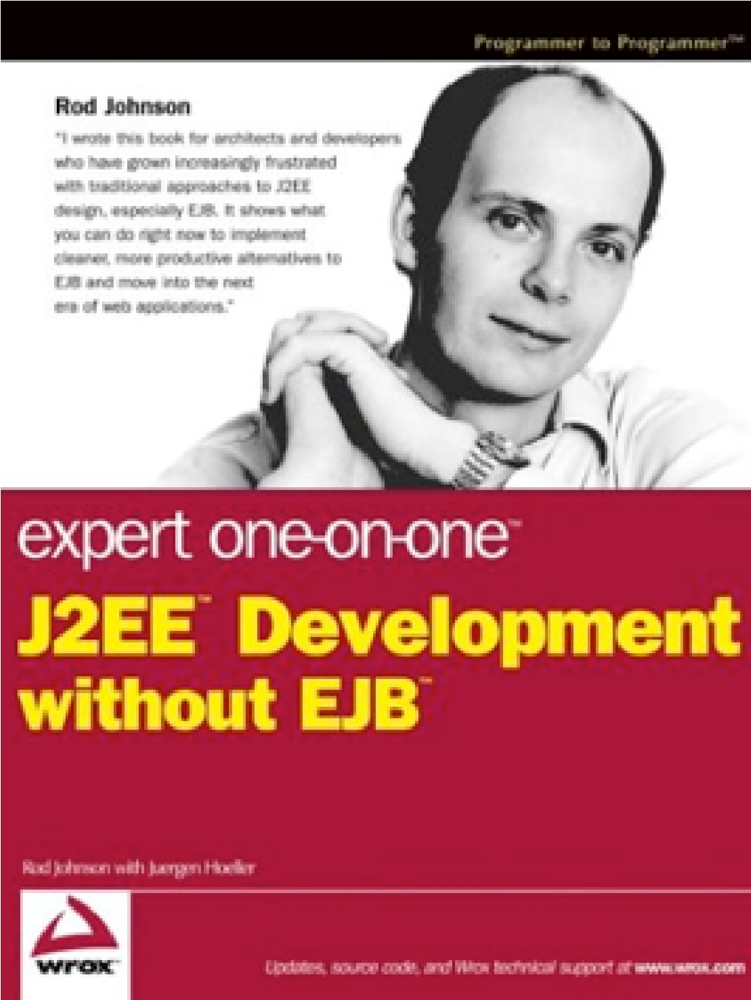 Programmer to Programmer™
Rod Johnson
"I wrote this book for architects and developers
who have grown increasingly frustrated
with traditional approaches to J2EE
design, especially EJB. It shows what
you can do right now to implement
cleaner, more productive alternatives to
EJB and move into the next
era of web applications."
expert one-on-one™
J2EE™ Development
without EJB™
Rod Johnson with Juergen Hoeller
wrox™
Updates, source code, and Wrox technical support at www.wrox.com